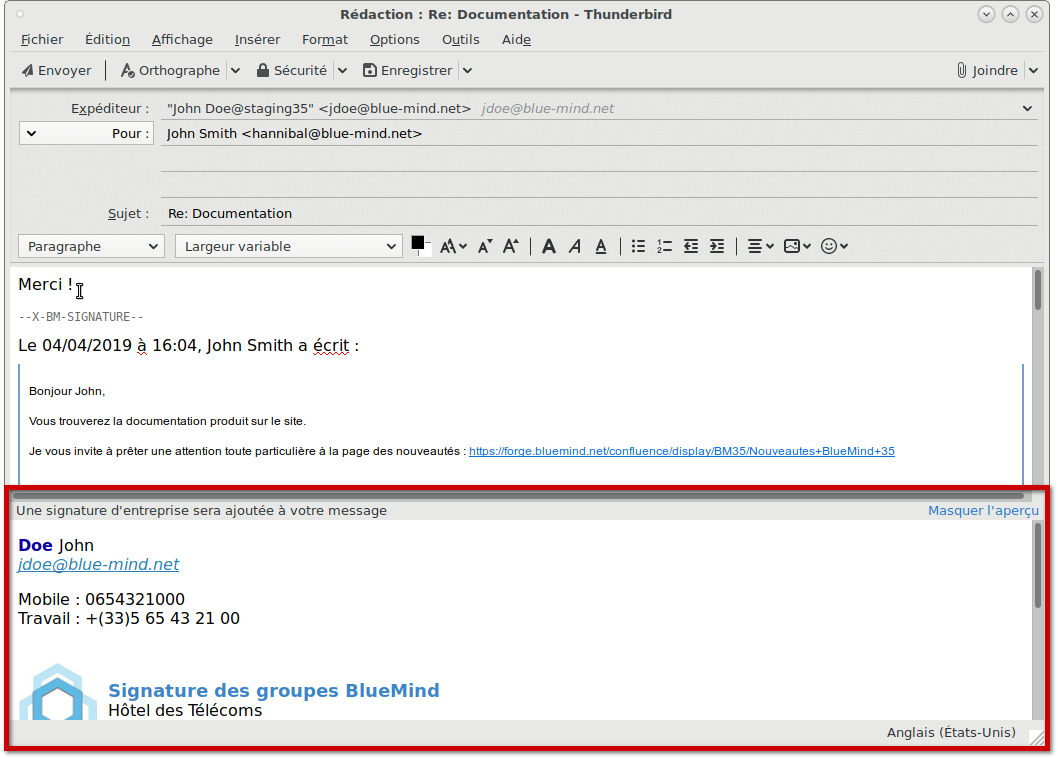 Rédaction : Re: Documentation - Thunderbird
Fichier Édition Affichage Insérer Format Options Outils Aide
Envoyer Orthographe Sécurité Enregistrer Joindre
Expéditeur : "John Doe@staging35" <jdoe@blue-mind.net> jdoe@blue-mind.net
Pour : John Smith <hannibal@blue-mind.net>
Sujet : Re: Documentation
Paragraphe Largeur variable
Merci !
--X-BM-SIGNATURE--
Le 04/04/2019 à 16:04, John Smith a écrit :
Bonjour John,
Vous trouverez la documentation produit sur le site.
Je vous invite à prêter une attention toute particulière à la page des nouveautés : https://forge.bluemind.net/confluence/display/BM35/Nouveautes+BlueMind+35
Une signature d'entreprise sera ajoutée à votre message Masquer l'aperçu
Doe John
jdoe@blue-mind.net
Mobile : 0654321000
Travail : +(33)5 65 43 21 00
Signature des groupes BlueMind
Hôtel des Télécoms
Anglais (États-Unis)